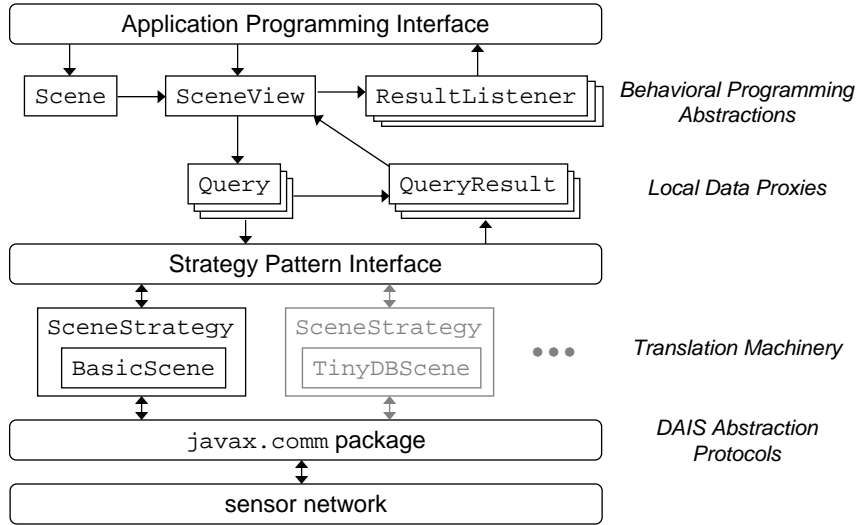 Application Programming Interface
Scene
SceneView
ResultListener
Behavioral Programming
Abstractions
Query
QueryResult
Local Data Proxies
Strategy Pattern Interface
SceneStrategy
BasicScene
SceneStrategy
TinyDBScene
Translation Machinery
javax.comm package
DAIS Abstraction
Protocols
sensor network